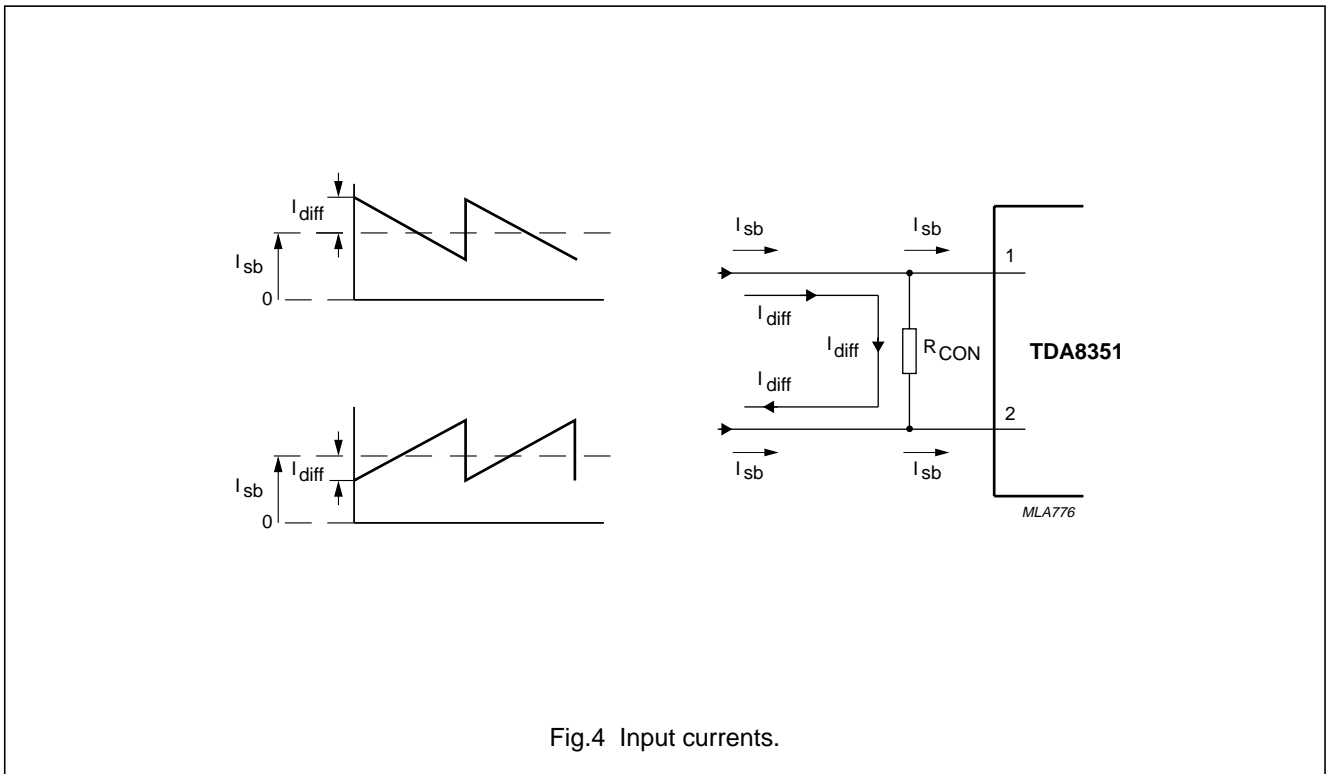 I diff
I sb
0
I diff
I sb
0
I sb
I sb
1
I diff
I diff
R CON
TDA8351
I diff
2
I sb
I sb
MLA776
Fig.4 Input currents.